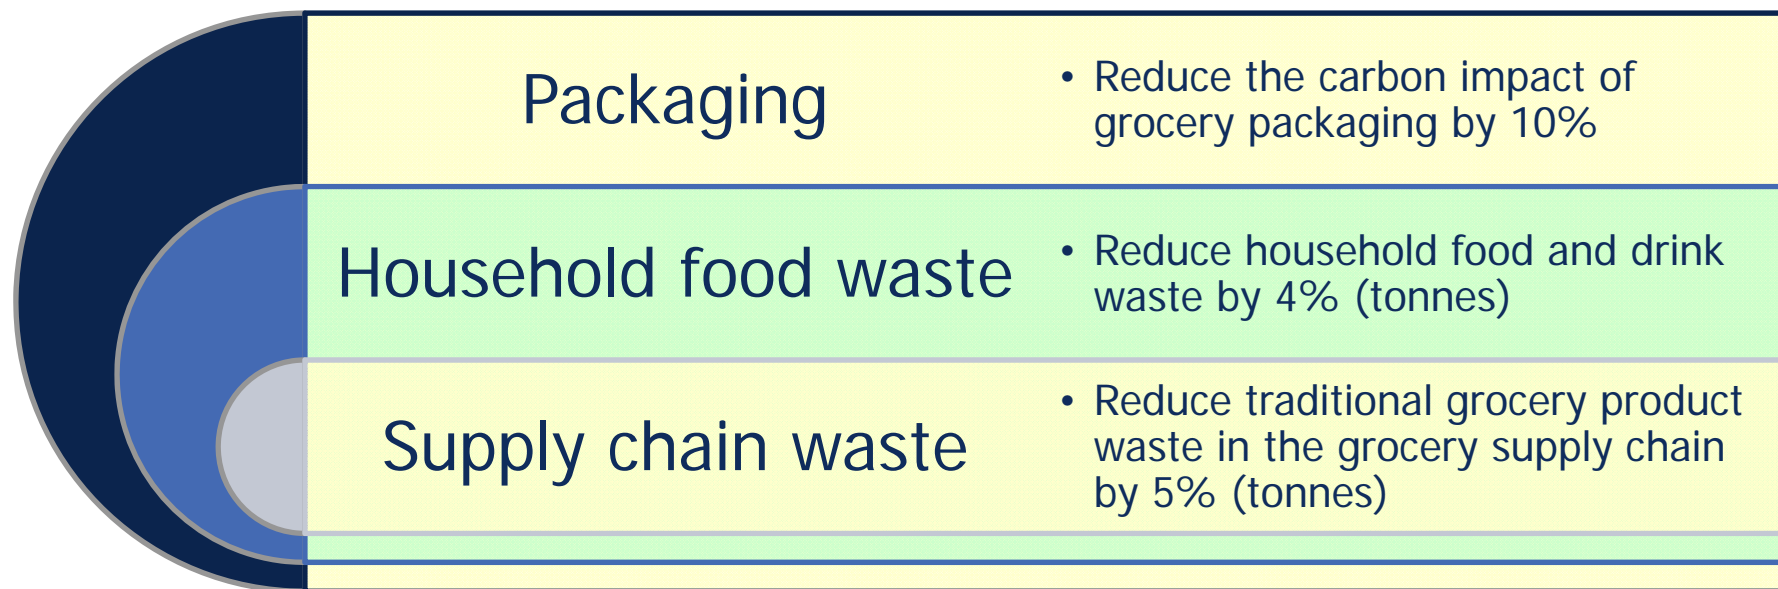 Packaging
• Reduce the carbon impact of
grocery packaging by 10%
Household food waste
• Reduce household food and drink
waste by 4% (tonnes)
Supply chain waste
• Reduce traditional grocery product
waste in the grocery supply chain
by 5% (tonnes)